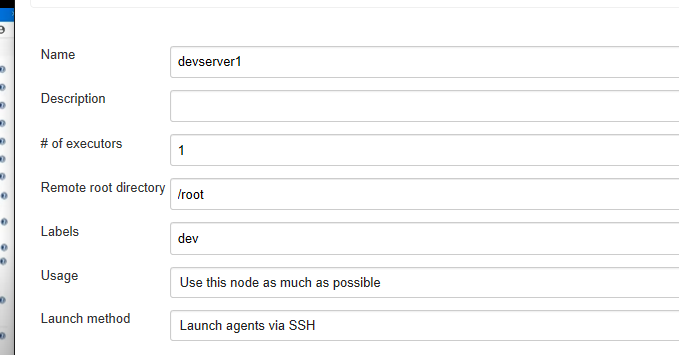 Name
devserver1
Description
# of executors
1
Remote root directory
/root
Labels
dev
Usage
Use this node as much as possible
Launch method
Launch agents via SSH